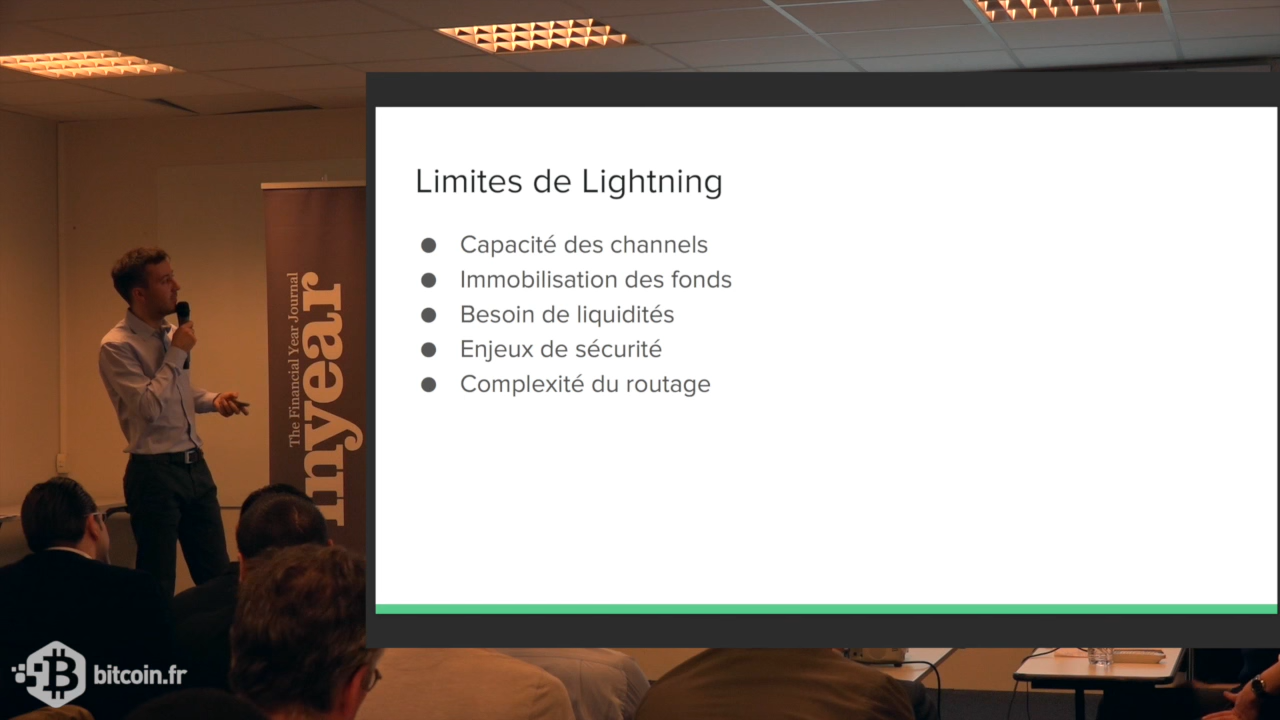 Limites de Lightning
● Capacité des channels
● Immobilisation des fonds
● Besoin de liquidités
● Enjeux de sécurité
● Complexité du routage
The Financial Year Journal
inyear
bitcoin.fr